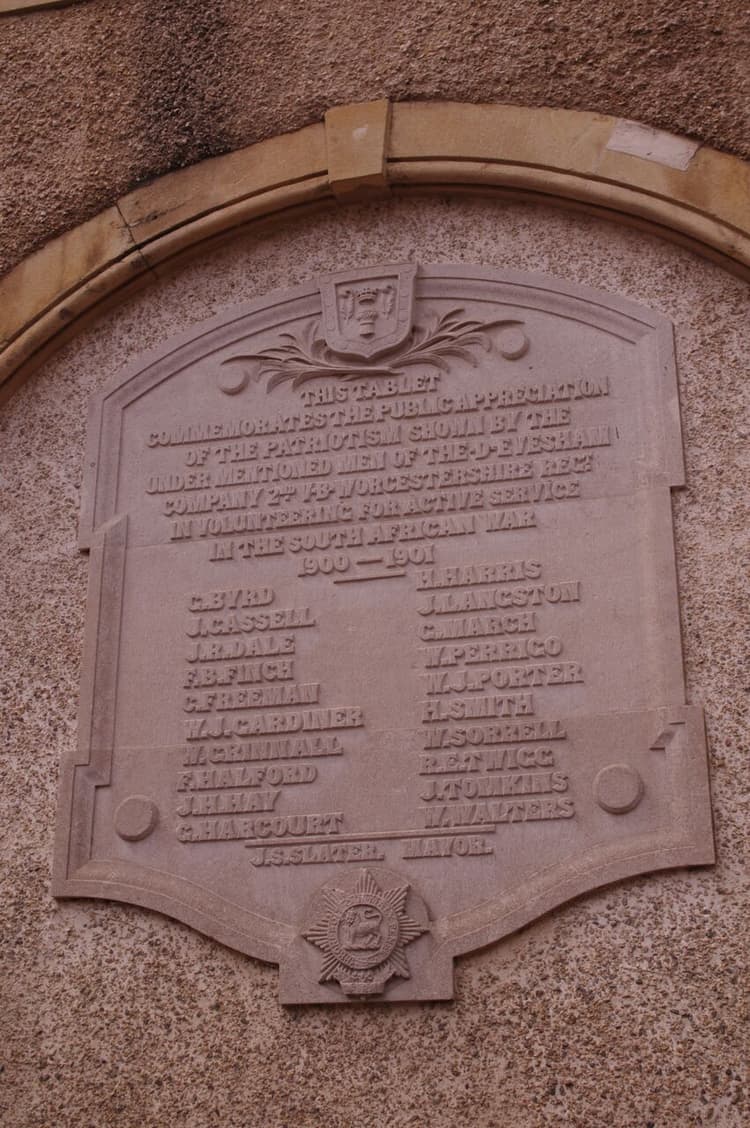 THIS TABLET
COMMEMORATES THE PUBLIC APPRECIATION
OF THE PATRIOTISM SHOWN BY THE
UNDER MENTIONED MEN OF THE·D·EVESHAM
COMPANY 2ND V·B·WORCESTERSHIRE REGT
IN VOLUNTEERING FOR ACTIVE SERVICE
IN THE SOUTH AFRICAN WAR
1900 — 1901
G.BYRD
J.CASSELL
J.R.DALE
F.B.FINCH
C.FREEMAN
W.J.GARDINER
W.GRINNALL
F.HALFORD
J.H.HAY
G.HARCOURT
H.HARRIS
J.LANGSTON
G.MARCH
W.PERRIGO
W.J.PORTER
H.SMITH
W.SORRELL
R.E.TWIGG
J.TOMKINS
W.WALTERS
J.S.SLATER. MAYOR.